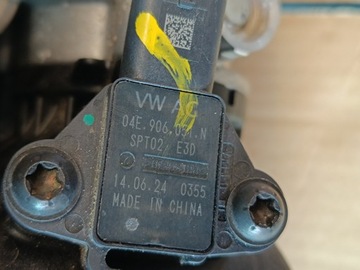 VW AG
04E.906.051.N
SPT02 E3D
14.06.24 0355
MADE IN CHINA